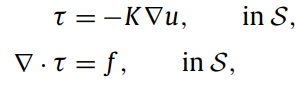 τ = −K∇u, in 𝒮,
∇ · τ = f, in 𝒮,